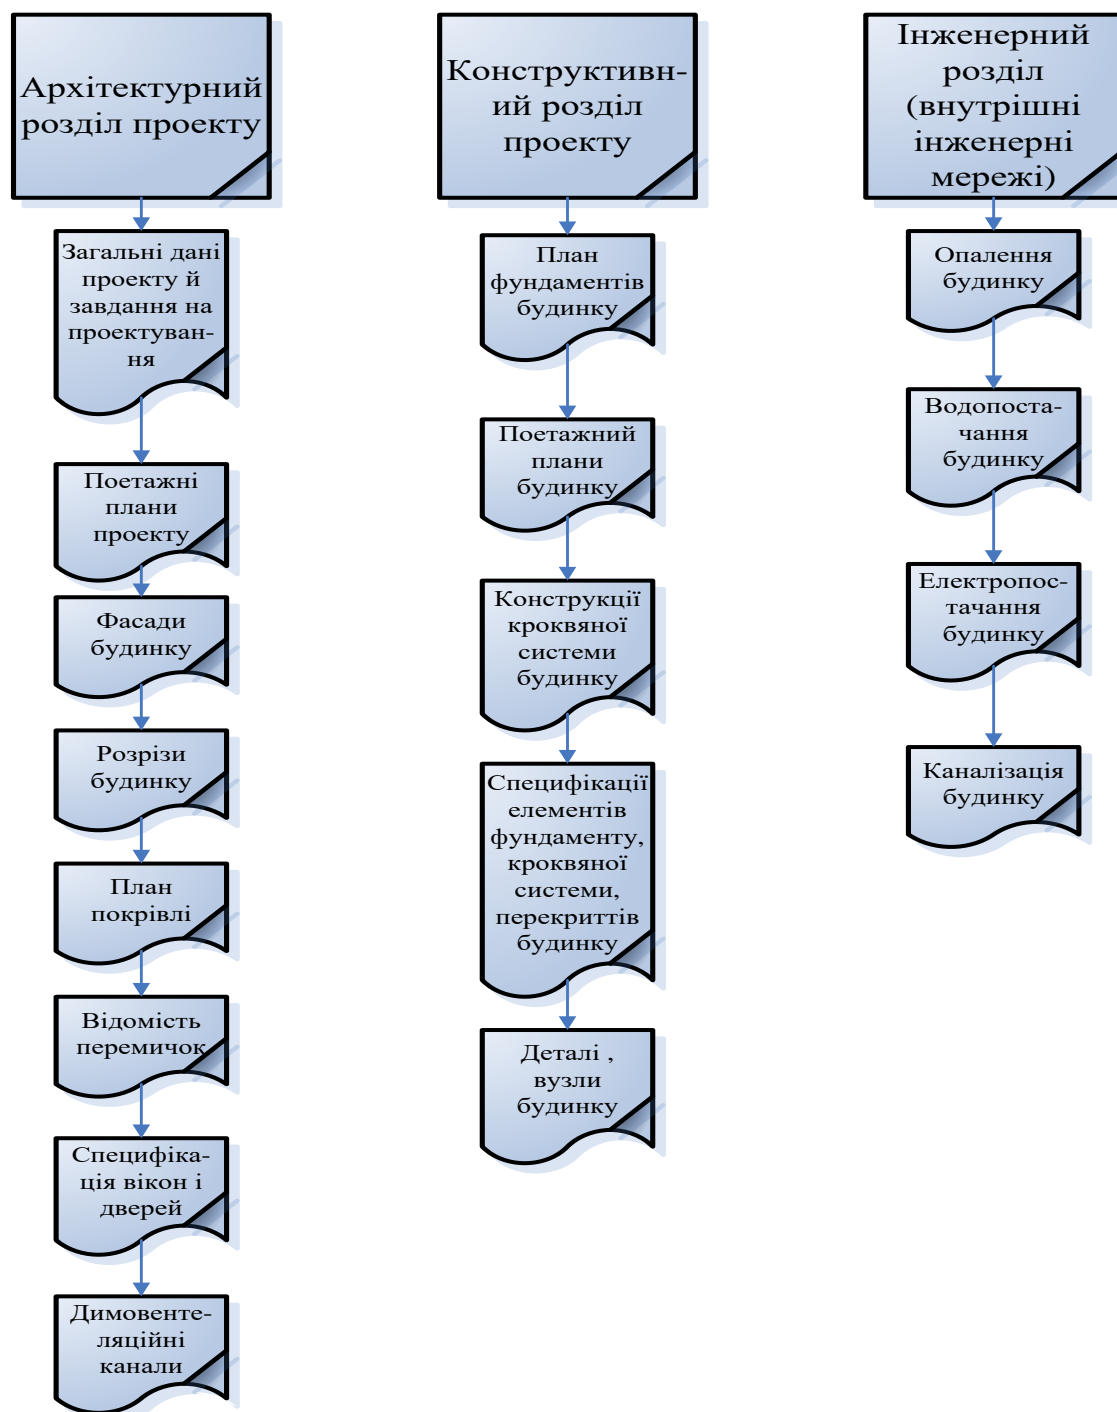 Архітектурний
розділ проекту
Загальні дані
проекту й
завдання на
проектуван-
ня
Поетажні
плани
проекту
Фасади
будинку
Розрізи
будинку
План
покрівлі
Відомість
перемичок
Специфіка-
ція вікон і
дверей
Димовенте-
ляційні
канали
Конструктивн-
ий розділ
проекту
План
фундаментів
будинку
Поетажний
плани
будинку
Конструкції
кроквяної
системи
будинку
Специфікації
елементів
фундаменту,
кроквяної
системи,
перекриттів
будинку
Деталі ,
вузли
будинку
Інженерний
розділ
(внутрішні
інженерні
мережі)
Опалення
будинку
Водопоста-
чання
будинку
Електропос-
тачання
будинку
Каналізація
будинку